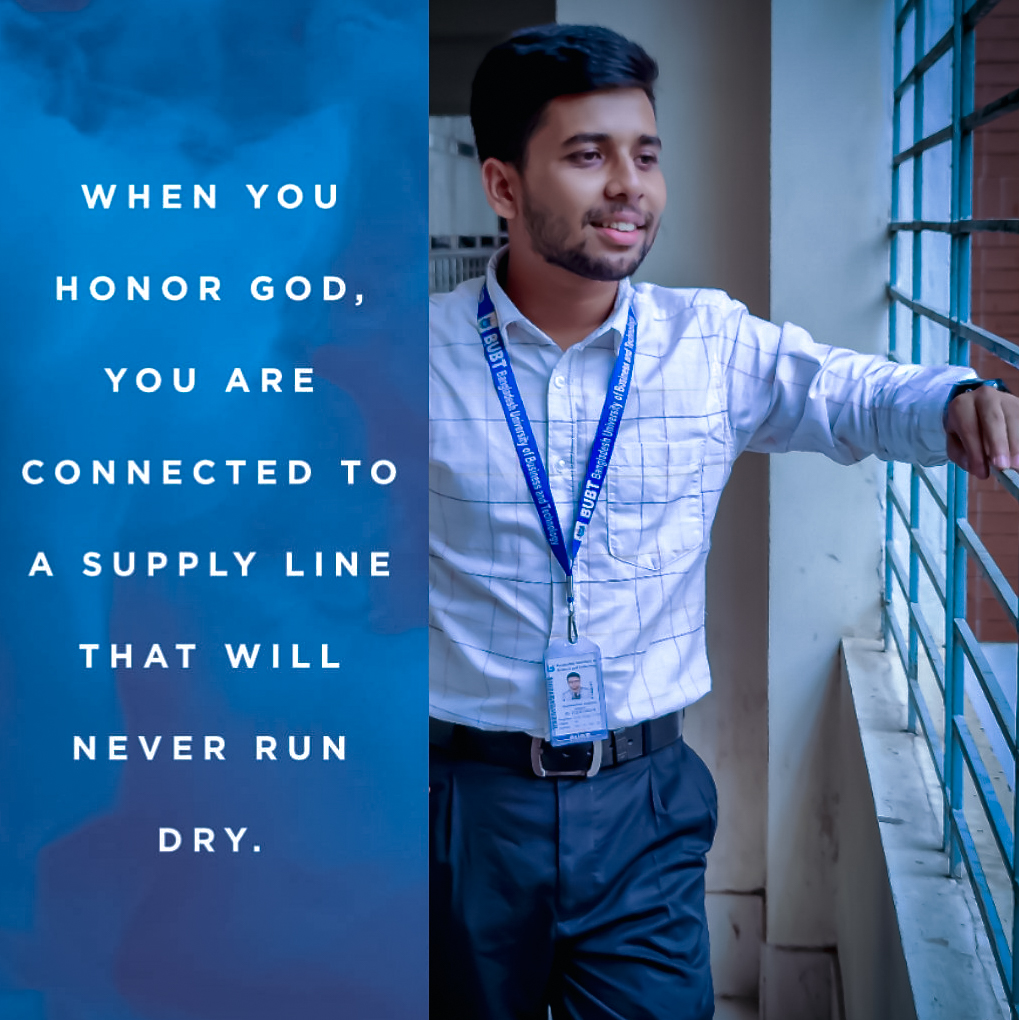 WHEN YOU
HONOR GOD,
YOU ARE
CONNECTED TO
A SUPPLY LINE
THAT WILL
NEVER RUN
DRY.
BUBT Bangladesh University of Business and Technology
BUBT Bangladesh University of Business and Technology